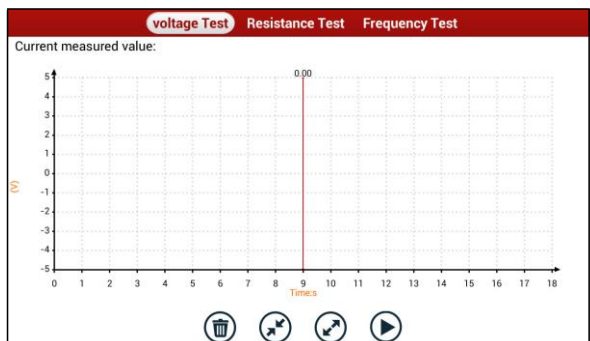 voltage Test Resistance Test Frequency Test
Current measured value:
0.00
5
4
3
2
1
0
-1
-2
-3
-4
-5
(V)
0 1 2 3 4 5 6 7 8 9 10 11 12 13 14 15 16 17 18
Time:s